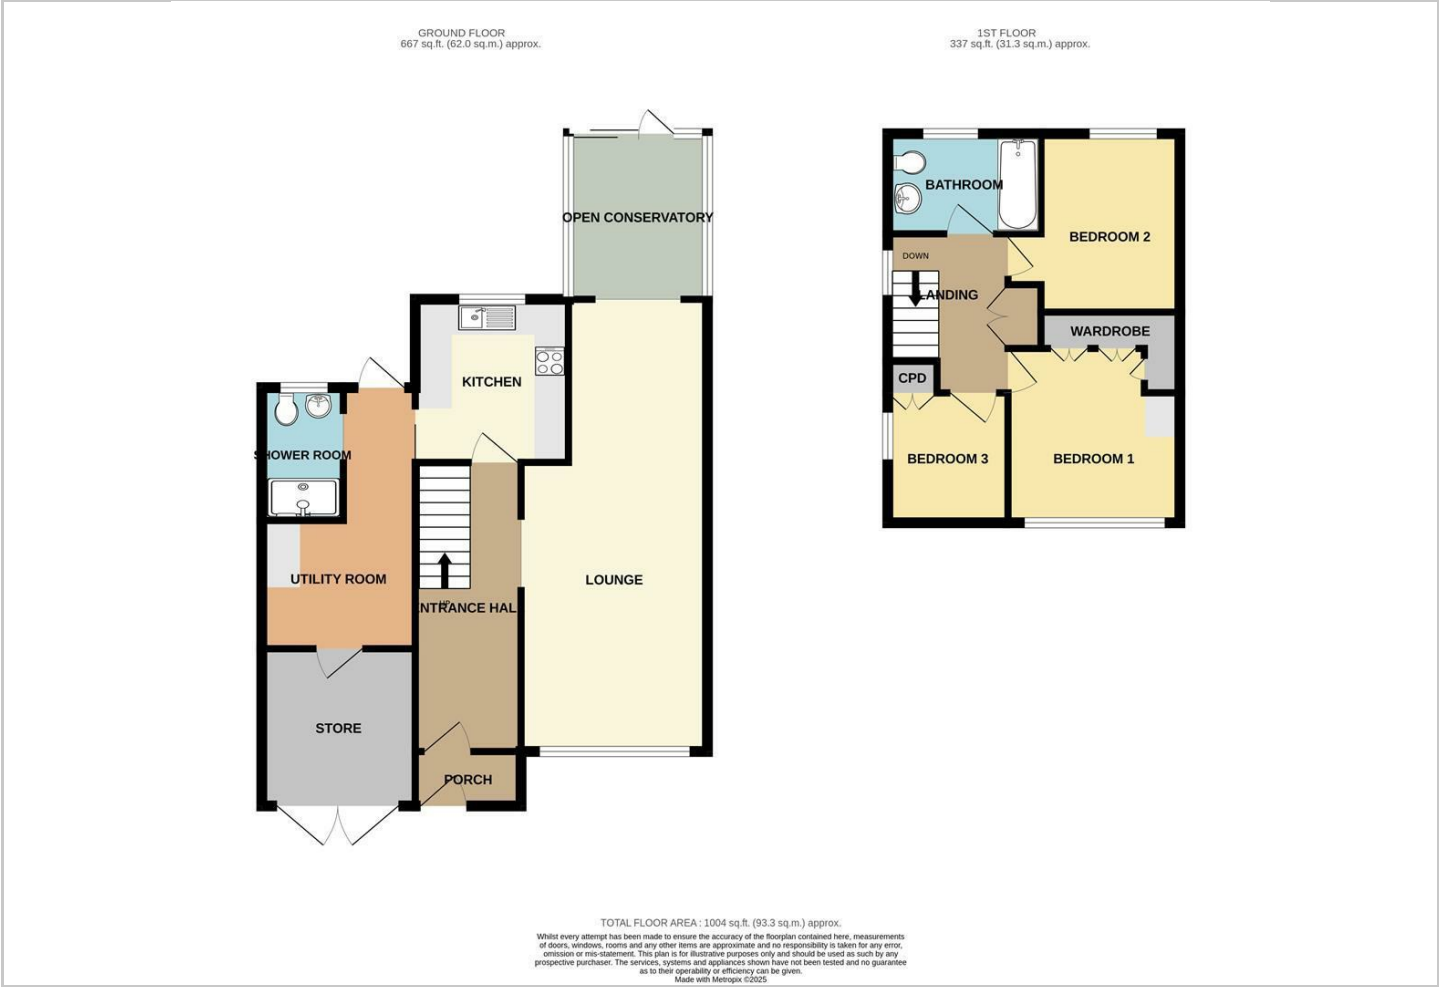 GROUND FLOOR
667 sq.ft. (62.0 sq.m.) approx.
1ST FLOOR
337 sq.ft. (31.3 sq.m.) approx.
OPEN CONSERVATORY
KITCHEN
SHOWER ROOM
UTILITY ROOM
LOUNGE
UP
ENTRANCE HALL
STORE
PORCH
BATHROOM
BEDROOM 2
DOWN
LANDING
WARDROBE
CPD
BEDROOM 3
BEDROOM 1
TOTAL FLOOR AREA : 1004 sq.ft. (93.3 sq.m.) approx.
Whilst every attempt has been made to ensure the accuracy of the floorplan contained here, measurements
of doors, windows, rooms and any other items are approximate and no responsibility is taken for any error,
omission or mis-statement. This plan is for illustrative purposes only and should be used as such by any
prospective purchaser. The services, systems and appliances shown have not been tested and no guarantee
as to their operability or efficiency can be given.
Made with Metropix ©2025